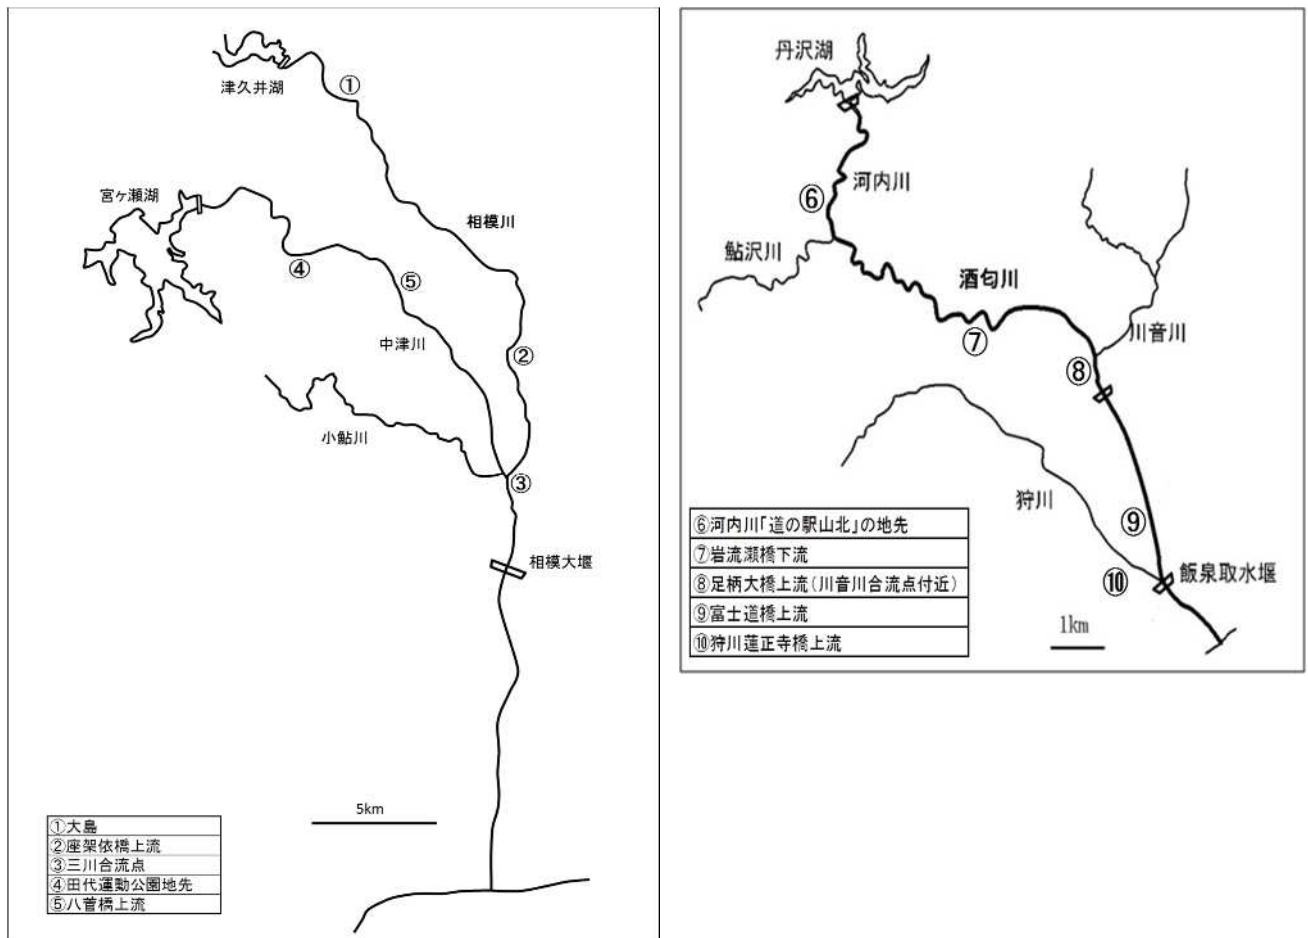 津久井湖
①
宮ヶ瀬湖
相模川
④
⑤
中津川
②
小鮎川
③
相模大堰
5km
①大島
②座架依橋上流
③三川合流点
④田代運動公園地先
⑤八菅橋上流
丹沢湖
河内川
⑥
鮎沢川
酒匂川
⑦
川音川
⑧
狩川
⑨
⑩
飯泉取水堰
1km
⑥河内川「道の駅山北」の地先
⑦岩流瀬橋下流
⑧足柄大橋上流(川音川合流点付近)
⑨富士道橋上流
⑩狩川蓮正寺橋上流